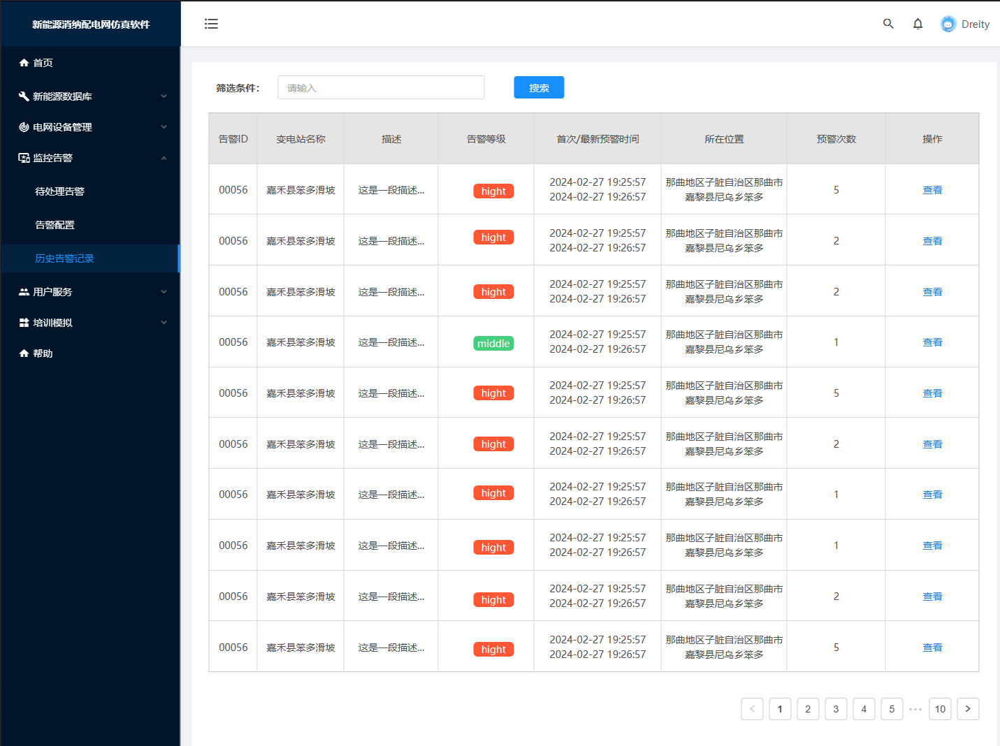 新能源消纳配电网仿真软件
Dreity
首页
新能源数据库
电网设备管理
监控告警
待处理告警
告警配置
历史告警记录
用户服务
培训模拟
帮助
筛选条件: 请输入 搜索
告警ID 变电站名称 描述 告警等级 首次/最新预警时间 所在位置 预警次数 操作
00056 嘉禾县笨多滑坡 这是一段描述... hight 2024-02-27 19:25:57 2024-02-27 19:26:57 那曲地区子脏自治区那曲市 嘉黎县尼乌乡笨多 5 查看
00056 嘉禾县笨多滑坡 这是一段描述... hight 2024-02-27 19:25:57 2024-02-27 19:26:57 那曲地区子脏自治区那曲市 嘉黎县尼乌乡笨多 2 查看
00056 嘉禾县笨多滑坡 这是一段描述... hight 2024-02-27 19:25:57 2024-02-27 19:26:57 那曲地区子脏自治区那曲市 嘉黎县尼乌乡笨多 2 查看
00056 嘉禾县笨多滑坡 这是一段描述... middle 2024-02-27 19:25:57 2024-02-27 19:26:57 那曲地区子脏自治区那曲市 嘉黎县尼乌乡笨多 1 查看
00056 嘉禾县笨多滑坡 这是一段描述... hight 2024-02-27 19:25:57 2024-02-27 19:26:57 那曲地区子脏自治区那曲市 嘉黎县尼乌乡笨多 5 查看
00056 嘉禾县笨多滑坡 这是一段描述... hight 2024-02-27 19:25:57 2024-02-27 19:26:57 那曲地区子脏自治区那曲市 嘉黎县尼乌乡笨多 2 查看
00056 嘉禾县笨多滑坡 这是一段描述... hight 2024-02-27 19:25:57 2024-02-27 19:26:57 那曲地区子脏自治区那曲市 嘉黎县尼乌乡笨多 1 查看
00056 嘉禾县笨多滑坡 这是一段描述... hight 2024-02-27 19:25:57 2024-02-27 19:26:57 那曲地区子脏自治区那曲市 嘉黎县尼乌乡笨多 1 查看
00056 嘉禾县笨多滑坡 这是一段描述... hight 2024-02-27 19:25:57 2024-02-27 19:26:57 那曲地区子脏自治区那曲市 嘉黎县尼乌乡笨多 2 查看
00056 嘉禾县笨多滑坡 这是一段描述... hight 2024-02-27 19:25:57 2024-02-27 19:26:57 那曲地区子脏自治区那曲市 嘉黎县尼乌乡笨多 5 查看
< 1 2 3 4 5 ••• 10 >